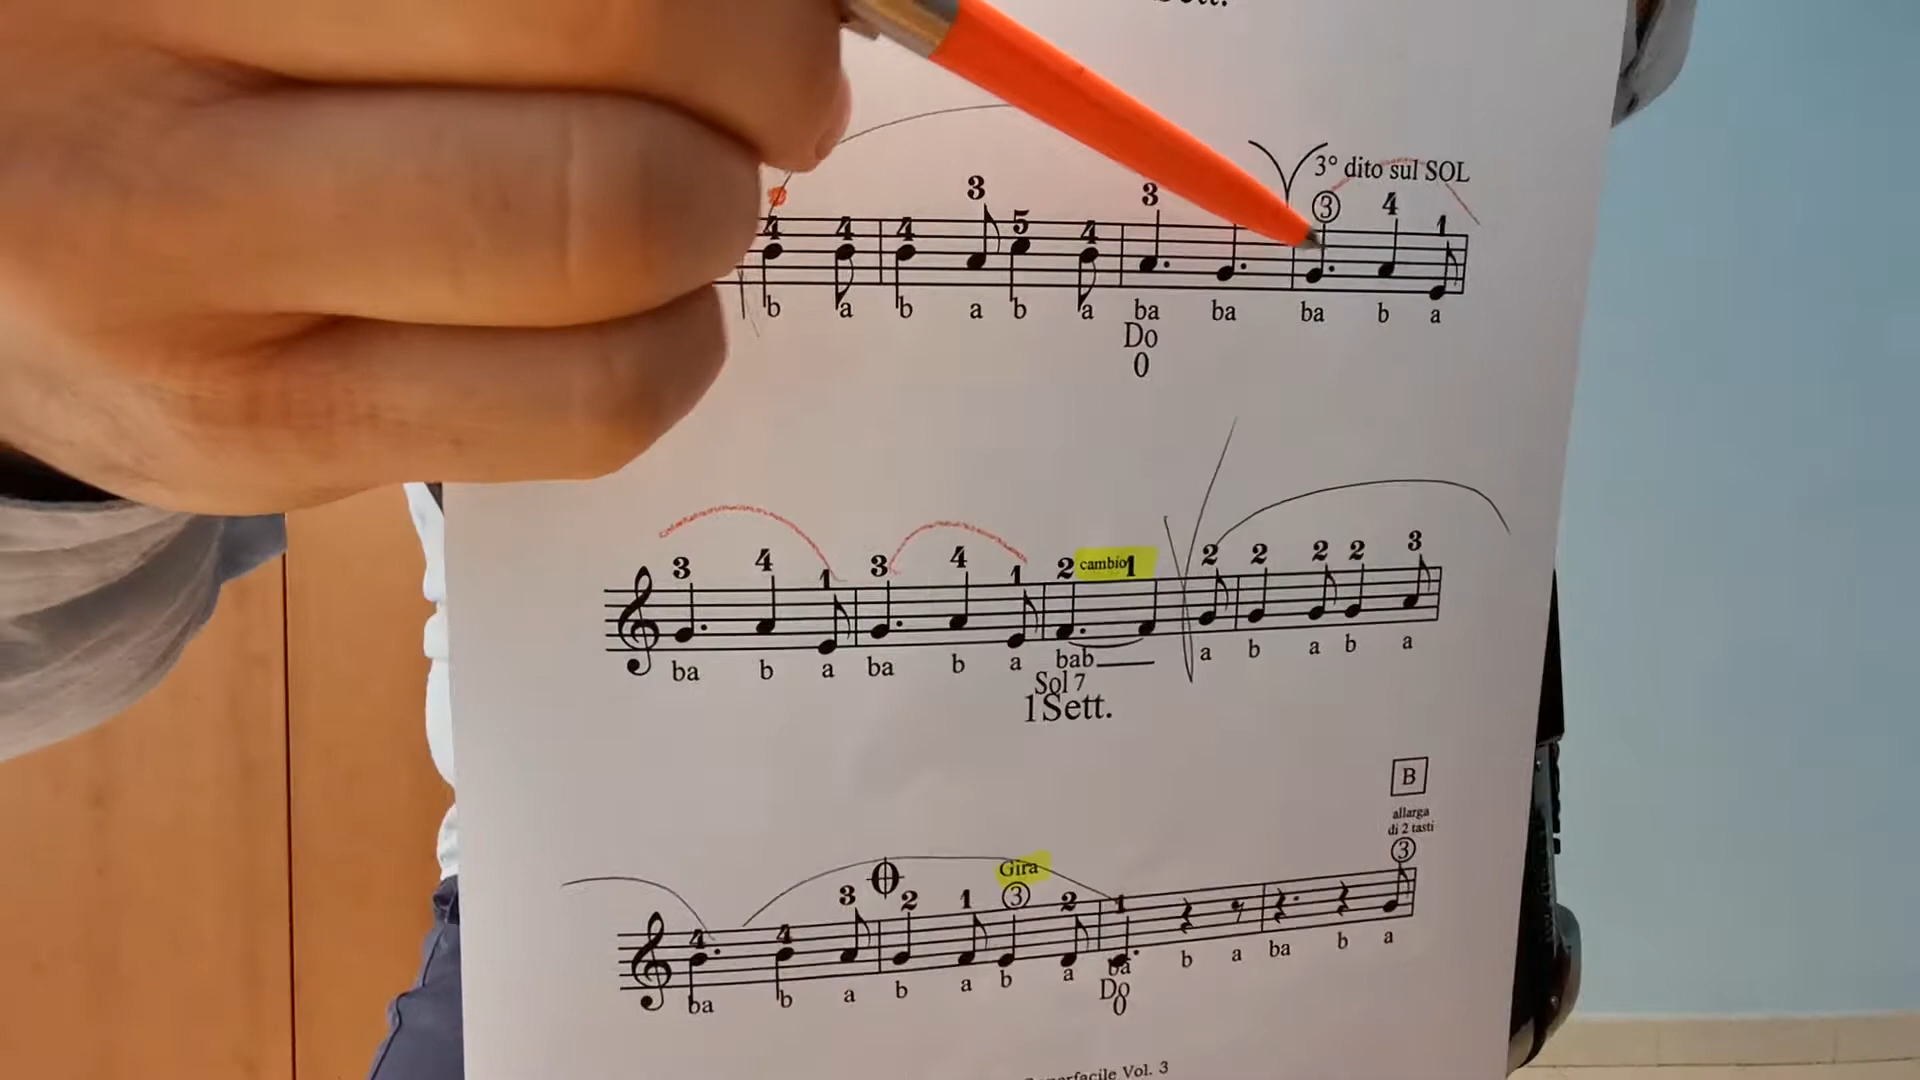 3° dito sul SOL
3 3 ③ 4 1
4 4 4 5 4
b a b a b a ba ba ba b a
Do
0
3 4 1 3 4 1 2 cambio 1 2 2 2 2 3
ba b a ba b a bab a b a b a
Sol 7
1Sett.
B
allarga
di 2 tasti
③
Gira
4 4 3 2 1 ③ 2 1
ba b a b a b a ba b a ba b a
Do
0
Vol. 3